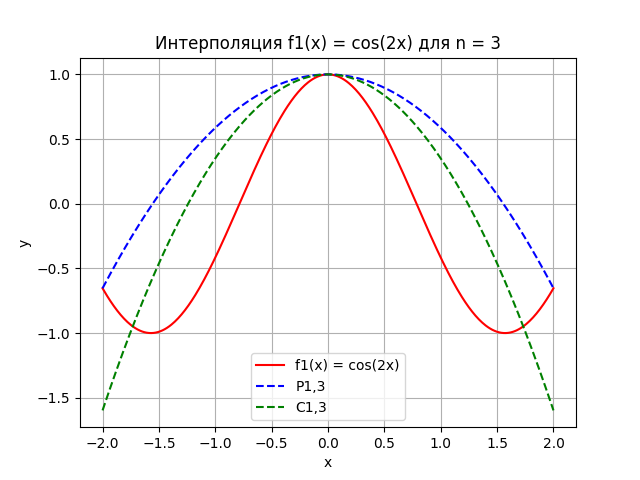 Интерполяция f1(x) = cos(2x) для n = 3
y
1.0
0.5
0.0
−0.5
−1.0
−1.5
f1(x) = cos(2x)
P1,3
C1,3
−2.0 −1.5 −1.0 −0.5 0.0 0.5 1.0 1.5 2.0
x